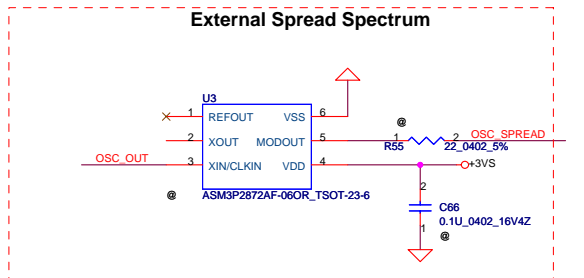 External Spread Spectrum
U3
1 REFOUT VSS 6
2 XOUT MODOUT 5
3 XIN/CLKIN VDD 4
OSC_OUT
@ ASM3P2872AF-06OR_TSOT-23-6
@
1 2 OSC_SPREAD
R55 22_0402_5%
+3VS
2
C66
0.1U_0402_16V4Z
1
@